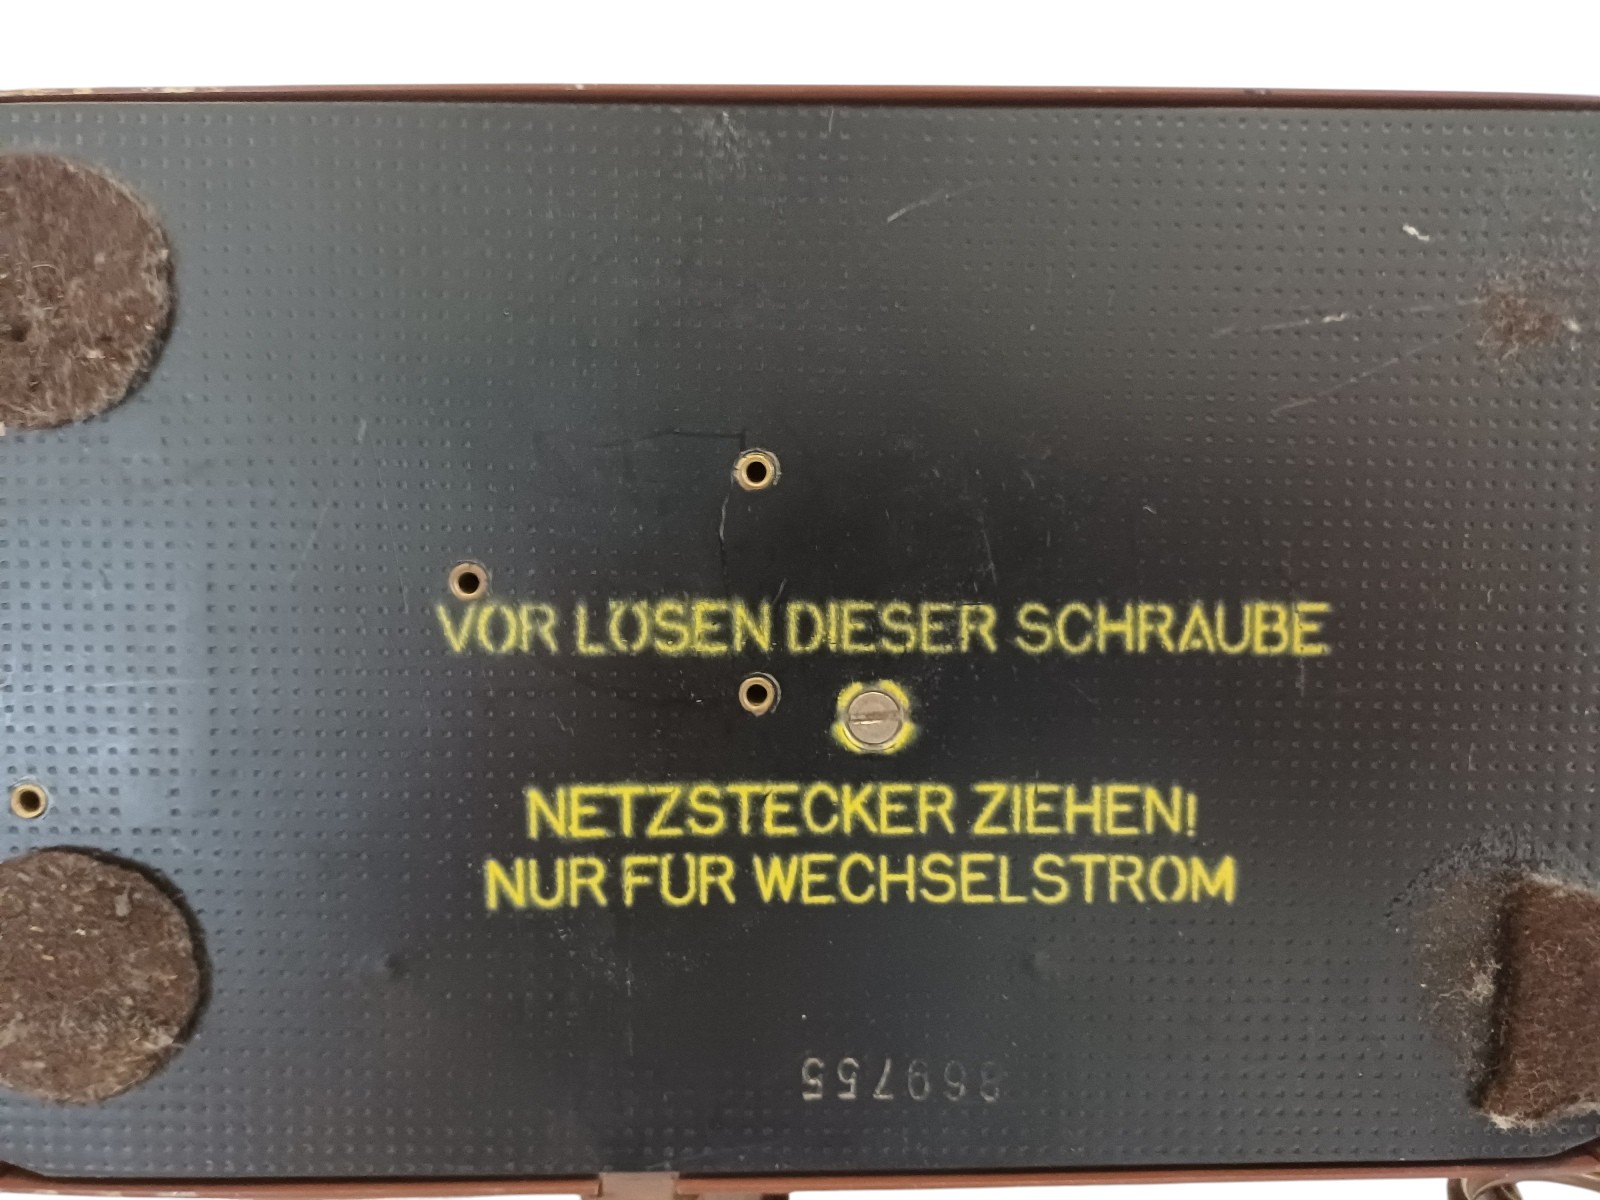 VOR LÖSEN DIESER SCHRAUBE
NETZSTECKER ZIEHEN!
NUR FÜR WECHSELSTROM